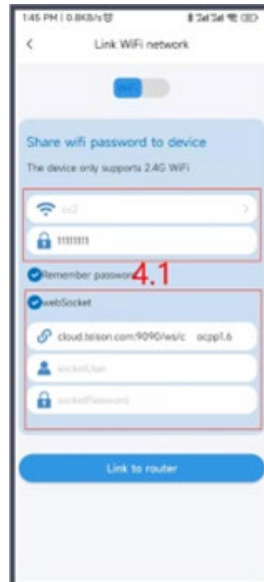 1:45 PM | 0.8KB/s
Link WiFi network
Share wifi password to device
The device only supports 2.4G WiFi
cc2
11111111
Remember password
4.1
webSocket
cloud.teison.com:9090/ws/c ocpp1.6
socketUser
socketPassword
Link to router